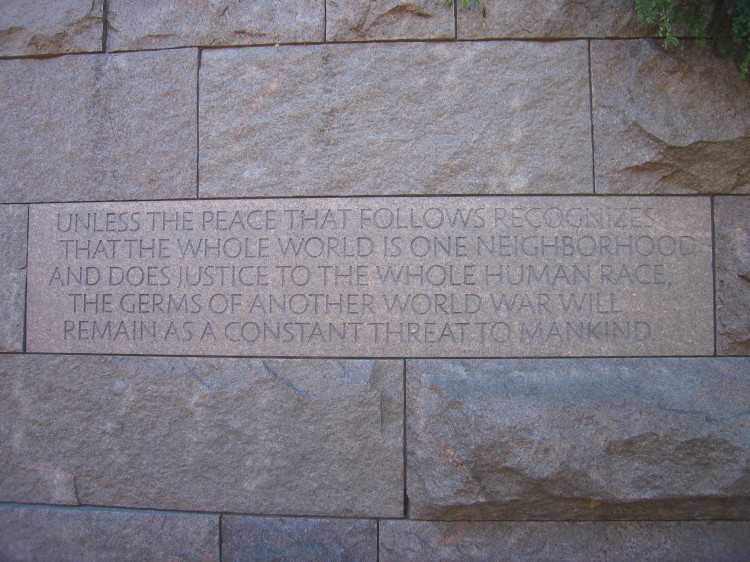 UNLESS THE PEACE THAT FOLLOWS RECOGNIZES
THAT THE WHOLE WORLD IS ONE NEIGHBORHOOD
AND DOES JUSTICE TO THE WHOLE HUMAN RACE,
THE GERMS OF ANOTHER WORLD WAR WILL
REMAIN AS A CONSTANT THREAT TO MANKIND